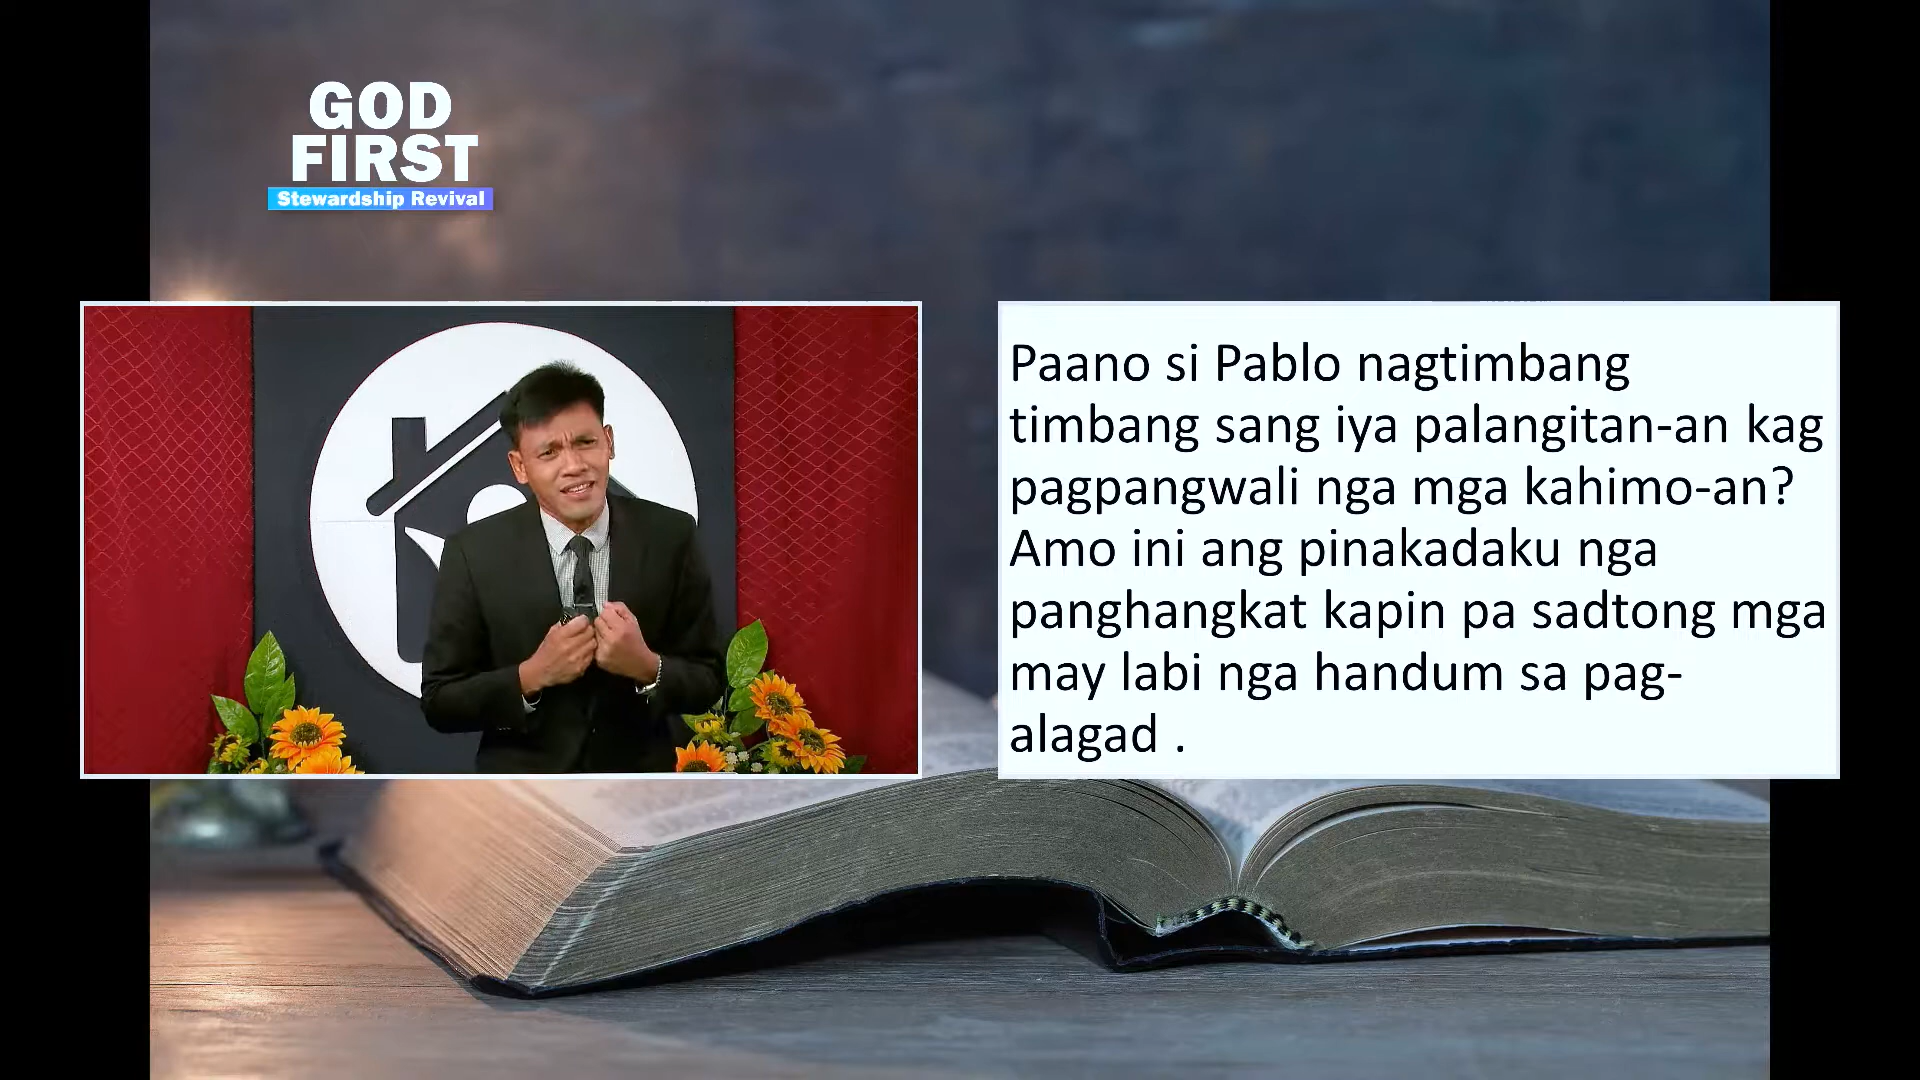 GOD
FIRST
Stewardship Revival
Paano si Pablo nagtimbang
timbang sang iya palangitan-an kag
pagpangwali nga mga kahimo-an?
Amo ini ang pinakadaku nga
panghangkat kapin pa sadtong mga
may labi nga handum sa pag-
alagad .